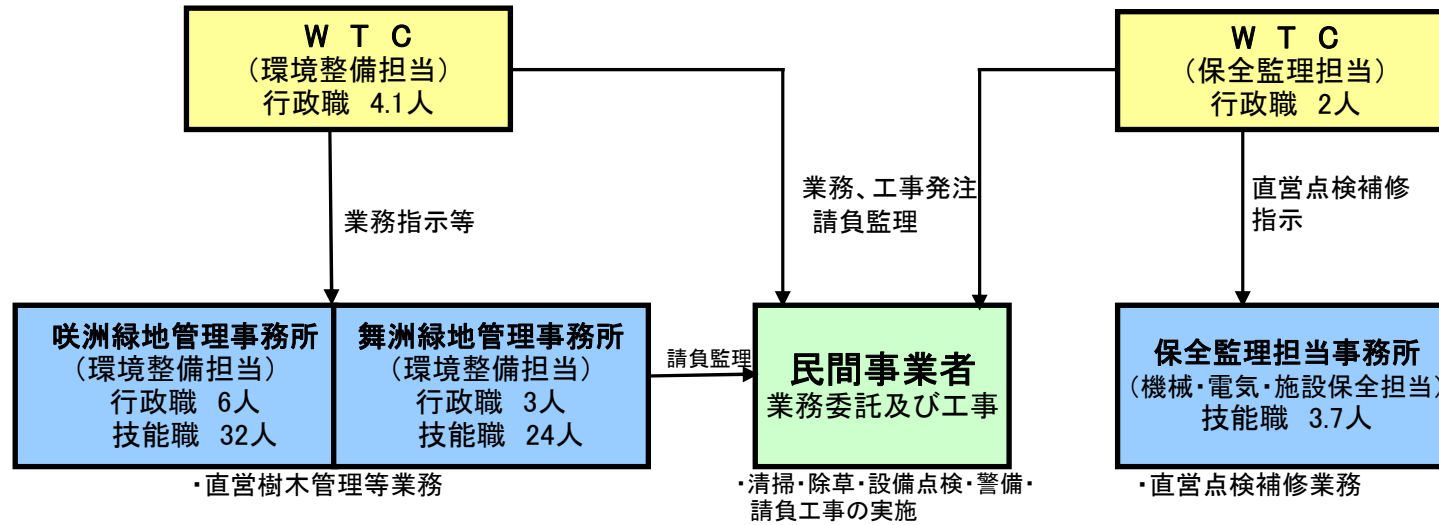 W T C
(環境整備担当)
行政職 4.1人
W T C
(保全監理担当)
行政職 2人
業務指示等
業務、工事発注
請負監理
直営点検補修
指示
咲洲緑地管理事務所
(環境整備担当)
行政職 6人
技能職 32人
舞洲緑地管理事務所
(環境整備担当)
行政職 3人
技能職 24人
請負監理
民間事業者
業務委託及び工事
保全監理担当事務所
(機械・電気・施設保全担当)
技能職 3.7人
・直営樹木管理等業務
・清掃・除草・設備点検・警備・
請負工事の実施
・直営点検補修業務